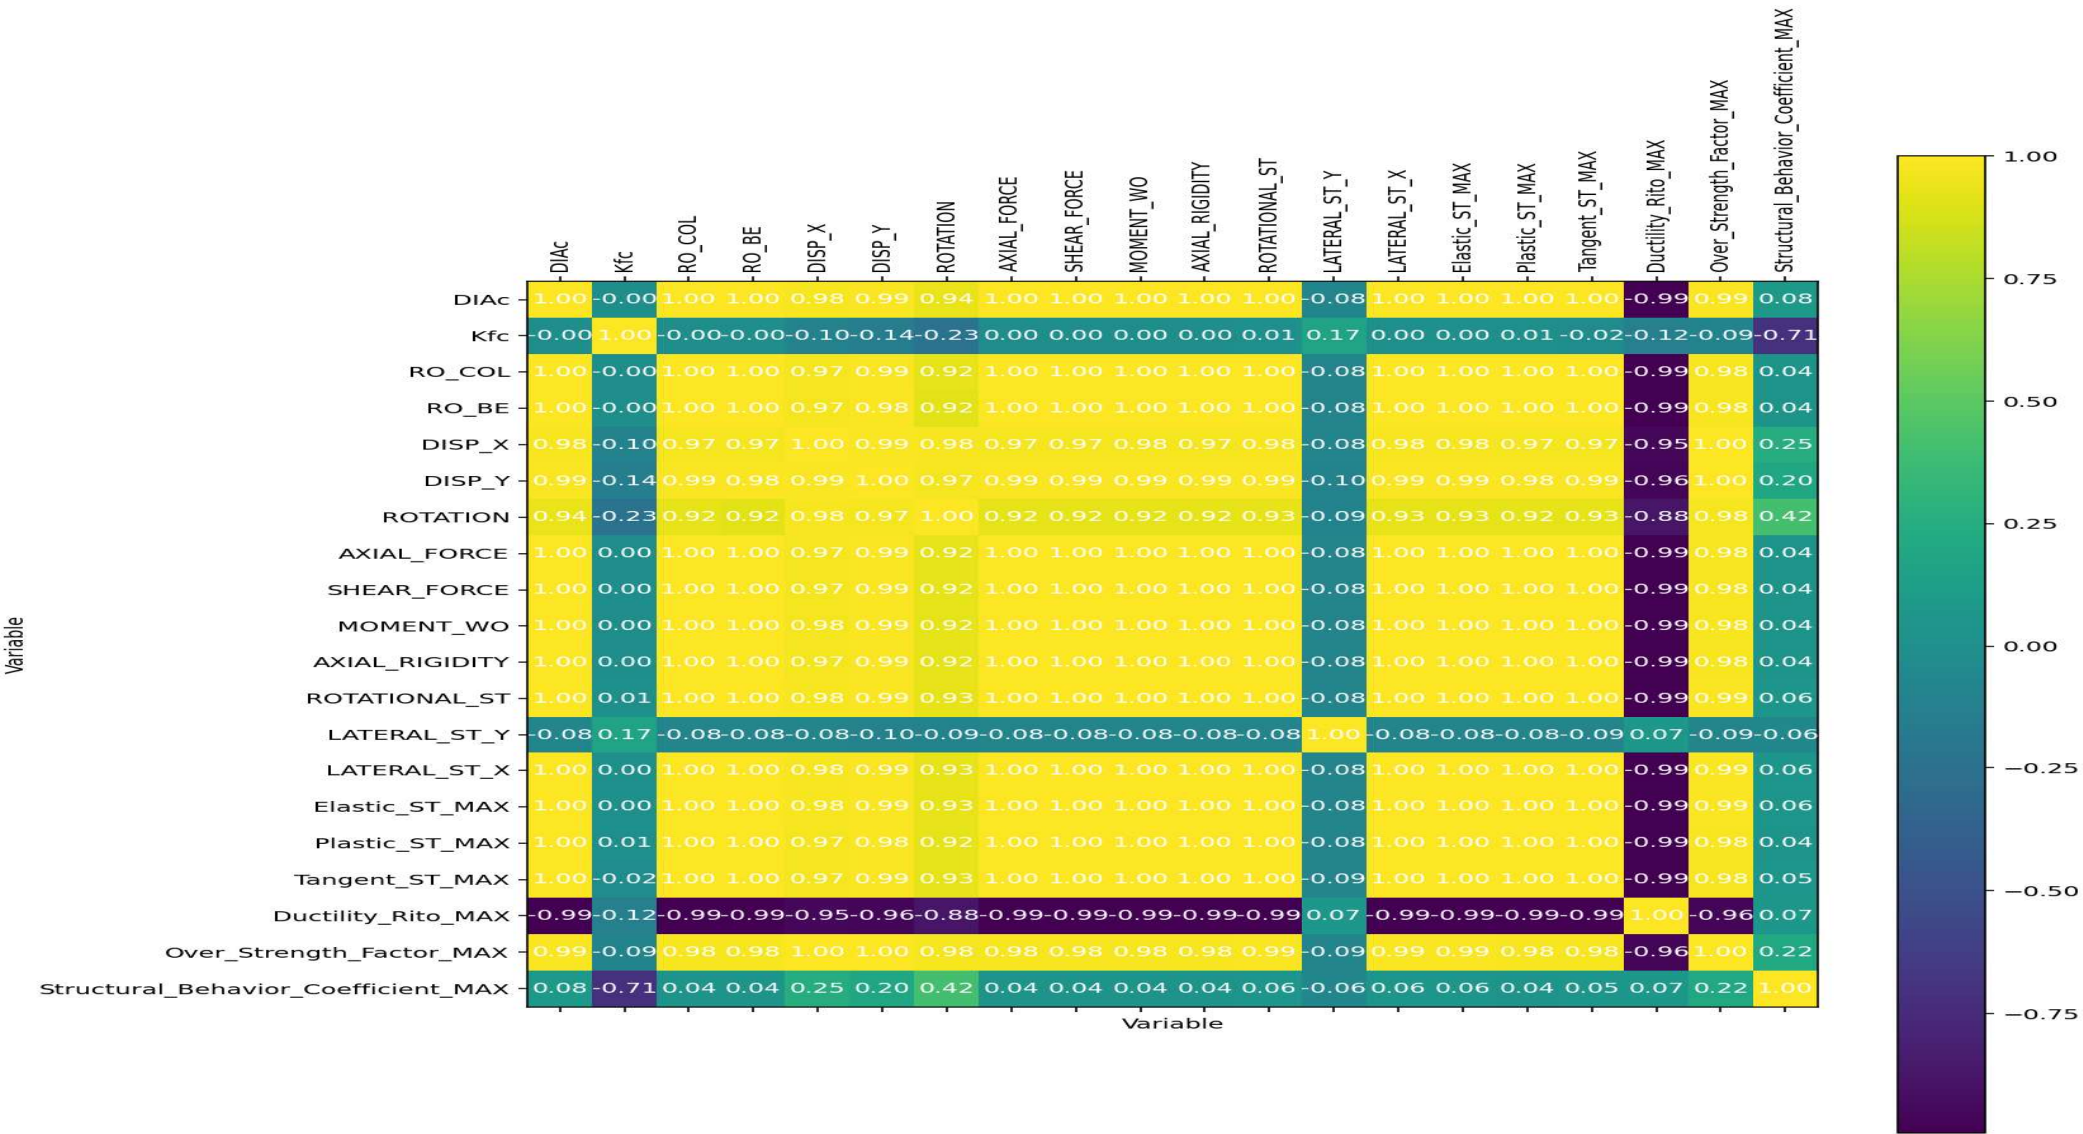 DIAc
Kfc
RO_COL
RO_BE
DISP_X
DISP_Y
ROTATION
AXIAL_FORCE
SHEAR_FORCE
MOMENT_WO
AXIAL_RIGIDITY
ROTATIONAL_ST
LATERAL_ST_Y
LATERAL_ST_X
Elastic_ST_MAX
Plastic_ST_MAX
Tangent_ST_MAX
Ductility_Rito_MAX
Over_Strength_Factor_MAX
Structural_Behavior_Coefficient_MAX
DIAc 1.00 -0.00 1.00 1.00 0.98 0.99 0.94 1.00 1.00 1.00 1.00 1.00 -0.08 1.00 1.00 1.00 1.00 -0.99 0.99 0.08
Kfc -0.00 1.00 -0.00 -0.00 -0.10 -0.14 -0.23 0.00 0.00 0.00 0.00 0.01 0.17 0.00 0.00 0.01 -0.02 -0.12 -0.09 -0.71
RO_COL 1.00 -0.00 1.00 1.00 0.97 0.99 0.92 1.00 1.00 1.00 1.00 1.00 -0.08 1.00 1.00 1.00 1.00 -0.99 0.98 0.04
RO_BE 1.00 -0.00 1.00 1.00 0.97 0.98 0.92 1.00 1.00 1.00 1.00 1.00 -0.08 1.00 1.00 1.00 1.00 -0.99 0.98 0.04
DISP_X 0.98 -0.10 0.97 0.97 1.00 0.99 0.98 0.97 0.97 0.98 0.97 0.98 -0.08 0.98 0.98 0.97 0.97 -0.95 1.00 0.25
DISP_Y 0.99 -0.14 0.99 0.98 0.99 1.00 0.97 0.99 0.99 0.99 0.99 0.99 -0.10 0.99 0.99 0.98 0.99 -0.96 1.00 0.20
ROTATION 0.94 -0.23 0.92 0.92 0.98 0.97 1.00 0.92 0.92 0.92 0.92 0.93 -0.09 0.93 0.93 0.92 0.93 -0.88 0.98 0.42
AXIAL_FORCE 1.00 0.00 1.00 1.00 0.97 0.99 0.92 1.00 1.00 1.00 1.00 1.00 -0.08 1.00 1.00 1.00 1.00 -0.99 0.98 0.04
SHEAR_FORCE 1.00 0.00 1.00 1.00 0.97 0.99 0.92 1.00 1.00 1.00 1.00 1.00 -0.08 1.00 1.00 1.00 1.00 -0.99 0.98 0.04
MOMENT_WO 1.00 0.00 1.00 1.00 0.98 0.99 0.92 1.00 1.00 1.00 1.00 1.00 -0.08 1.00 1.00 1.00 1.00 -0.99 0.98 0.04
AXIAL_RIGIDITY 1.00 0.00 1.00 1.00 0.97 0.99 0.92 1.00 1.00 1.00 1.00 1.00 -0.08 1.00 1.00 1.00 1.00 -0.99 0.98 0.04
ROTATIONAL_ST 1.00 0.01 1.00 1.00 0.98 0.99 0.93 1.00 1.00 1.00 1.00 1.00 -0.08 1.00 1.00 1.00 1.00 -0.99 0.99 0.06
LATERAL_ST_Y -0.08 0.17 -0.08 -0.08 -0.08 -0.10 -0.09 -0.08 -0.08 -0.08 -0.08 -0.08 1.00 -0.08 -0.08 -0.08 -0.09 0.07 -0.09 -0.06
LATERAL_ST_X 1.00 0.00 1.00 1.00 0.98 0.99 0.93 1.00 1.00 1.00 1.00 1.00 -0.08 1.00 1.00 1.00 1.00 -0.99 0.99 0.06
Elastic_ST_MAX 1.00 0.00 1.00 1.00 0.98 0.99 0.93 1.00 1.00 1.00 1.00 1.00 -0.08 1.00 1.00 1.00 1.00 -0.99 0.99 0.06
Plastic_ST_MAX 1.00 0.01 1.00 1.00 0.97 0.98 0.92 1.00 1.00 1.00 1.00 1.00 -0.08 1.00 1.00 1.00 1.00 -0.99 0.98 0.04
Tangent_ST_MAX 1.00 -0.02 1.00 1.00 0.97 0.99 0.93 1.00 1.00 1.00 1.00 1.00 -0.09 1.00 1.00 1.00 1.00 -0.99 0.98 0.05
Ductility_Rito_MAX -0.99 -0.12 -0.99 -0.99 -0.95 -0.96 -0.88 -0.99 -0.99 -0.99 -0.99 -0.99 0.07 -0.99 -0.99 -0.99 -0.99 1.00 -0.96 0.07
Over_Strength_Factor_MAX 0.99 -0.09 0.98 0.98 1.00 1.00 0.98 0.98 0.98 0.98 0.98 0.99 -0.09 0.99 0.99 0.98 0.98 -0.96 1.00 0.22
Structural_Behavior_Coefficient_MAX 0.08 -0.71 0.04 0.04 0.25 0.20 0.42 0.04 0.04 0.04 0.04 0.06 -0.06 0.06 0.06 0.04 0.05 0.07 0.22 1.00
Variable
Variable
1.00
0.75
0.50
0.25
0.00
−0.25
−0.50
−0.75